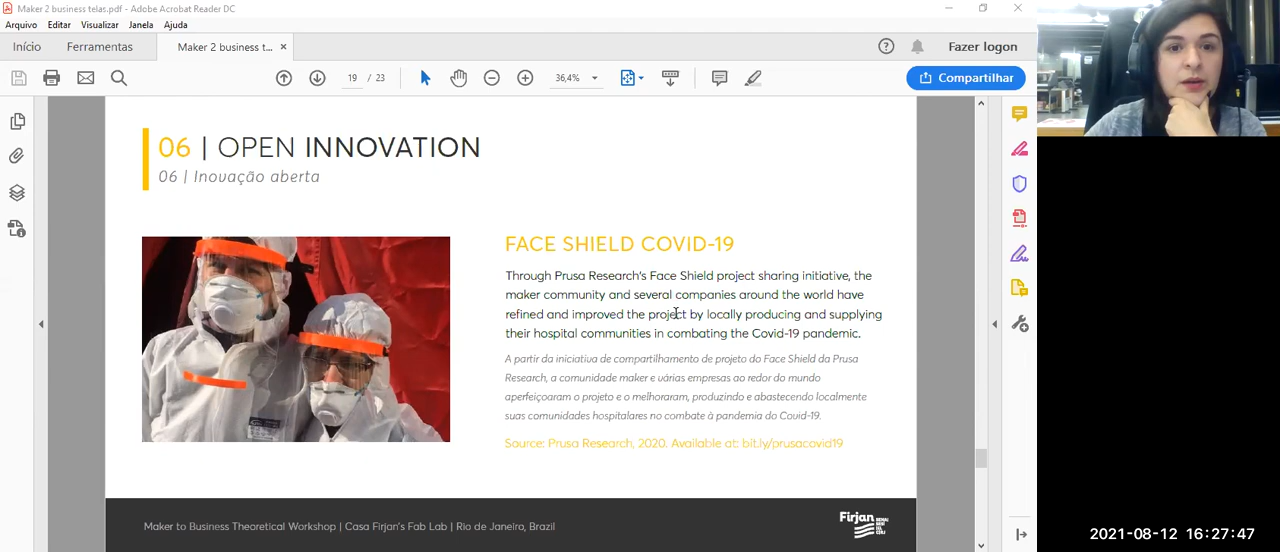 Maker 2 business telas.pdf - Adobe Acrobat Reader DC
Arquivo Editar Visualizar Janela Ajuda
Início Ferramentas Maker 2 business t... × Fazer logon
19 / 23 36,4% Compartilhar
06 | OPEN INNOVATION
06 | Inovação aberta
FACE SHIELD COVID-19
Through Prusa Research's Face Shield project sharing initiative, the
maker community and several companies around the world have
refined and improved the project by locally producing and supplying
their hospital communities in combating the Covid-19 pandemic.
A partir da iniciativa de compartilhamento de projeto do Face Shield da Prusa
Research, a comunidade maker e várias empresas ao redor do mundo
aperfeiçoaram o projeto e o melhoraram, produzindo e abastecendo localmente
suas comunidades hospitalares no combate à pandemia do Covid-19.
Source: Prusa Research, 2020. Available at: bit.ly/prusacovid19
Maker to Business Theoretical Workshop | Casa Firjan's Fab Lab | Rio de Janeiro, Brazil
Firjan
2021-08-12 16:27:47